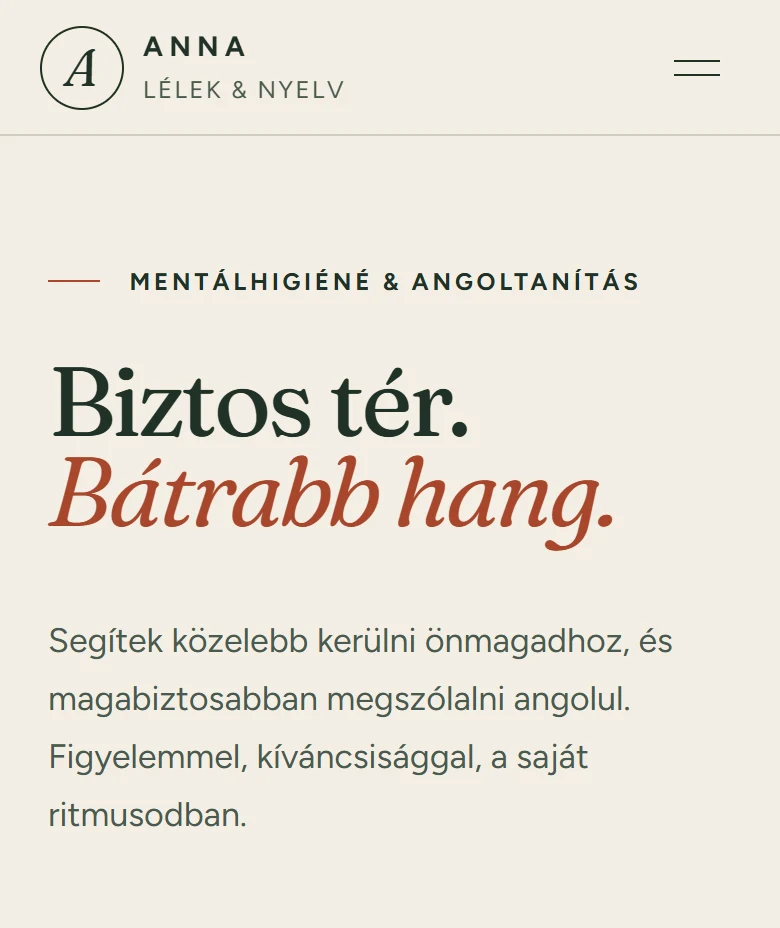 A
ANNA
LÉLEK & NYELV
MENTÁLHIGIÉNÉ & ANGOLTANÍTÁS
Biztos tér.
Bátrabb hang.
Segítek közelebb kerülni önmagadhoz, és
magabiztosabban megszólalni angolul.
Figyelemmel, kíváncsisággal, a saját
ritmusodban.